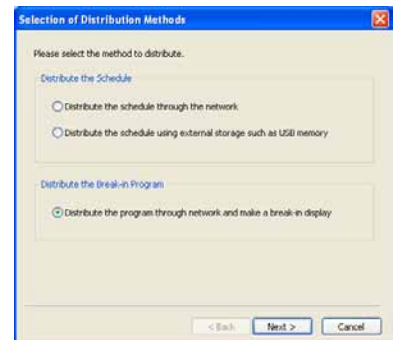 Selection of Distribution Methods
Please select the method to distribute.
Distribute the Schedule
Distribute the schedule through the network
Distribute the schedule using external storage such as USB memory
Distribute the Break-in Program
Distribute the program through network and make a break-in display
< Back Next > Cancel